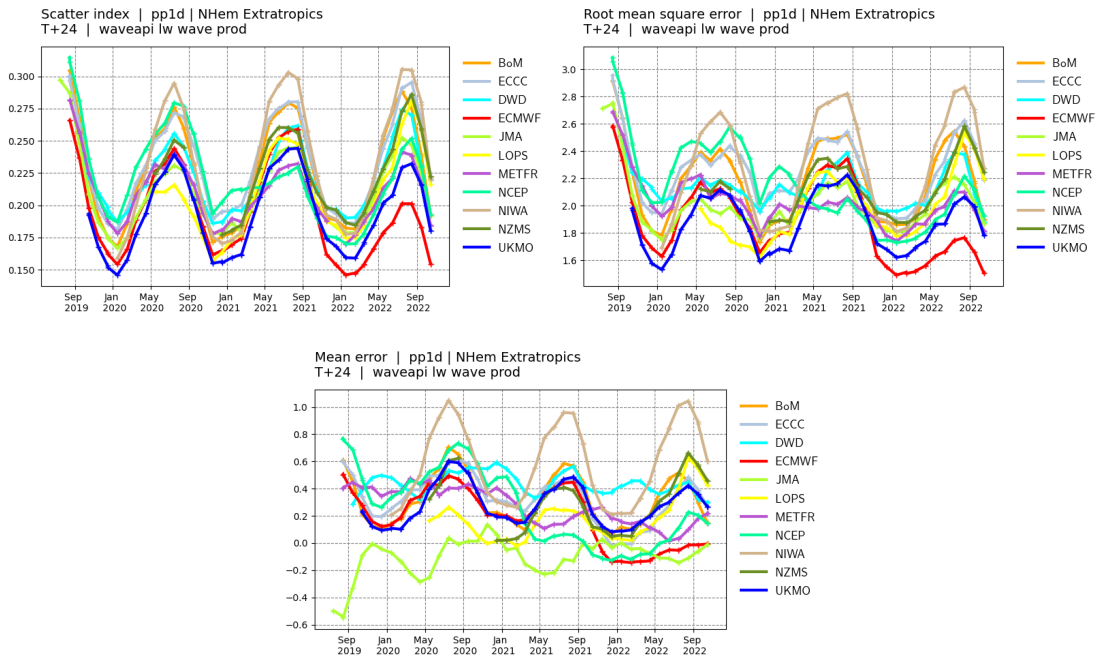 Scatter index | pp1d | NHem Extratropics
T+24 | waveapi lw wave prod
0.300
0.275
0.250
0.225
0.200
0.175
0.150
Sep 2019
Jan 2020
May 2020
Sep 2020
Jan 2021
May 2021
Sep 2021
Jan 2022
May 2022
Sep 2022
BoM
ECCC
DWD
ECMWF
JMA
LOPS
METFR
NCEP
NIWA
NZMS
UKMO
Root mean square error | pp1d | NHem Extratropics
T+24 | waveapi lw wave prod
3.0
2.8
2.6
2.4
2.2
2.0
1.8
1.6
Sep 2019
Jan 2020
May 2020
Sep 2020
Jan 2021
May 2021
Sep 2021
Jan 2022
May 2022
Sep 2022
BoM
ECCC
DWD
ECMWF
JMA
LOPS
METFR
NCEP
NIWA
NZMS
UKMO
Mean error | pp1d | NHem Extratropics
T+24 | waveapi lw wave prod
1.0
0.8
0.6
0.4
0.2
0.0
−0.2
−0.4
−0.6
Sep 2019
Jan 2020
May 2020
Sep 2020
Jan 2021
May 2021
Sep 2021
Jan 2022
May 2022
Sep 2022
BoM
ECCC
DWD
ECMWF
JMA
LOPS
METFR
NCEP
NIWA
NZMS
UKMO